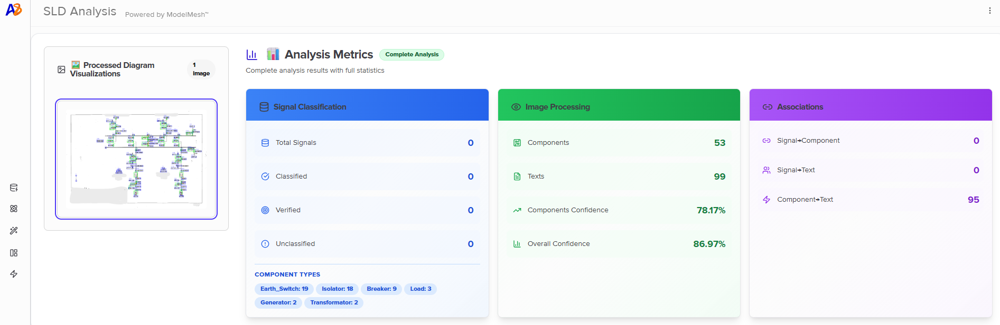 SLD Analysis
Powered by ModelMesh™
Processed Diagram
Visualizations
1
Image
Analysis Metrics
Complete Analysis
Complete analysis results with full statistics
Signal Classification
Total Signals 0
Classified 0
Verified 0
Unclassified 0
COMPONENT TYPES
Earth_Switch: 19 Isolator: 18 Breaker: 9 Load: 3
Generator: 2 Transformator: 2
Image Processing
Components 53
Texts 99
Components Confidence 78.17%
Overall Confidence 86.97%
Associations
Signal→Component 0
Signal→Text 0
Component→Text 95